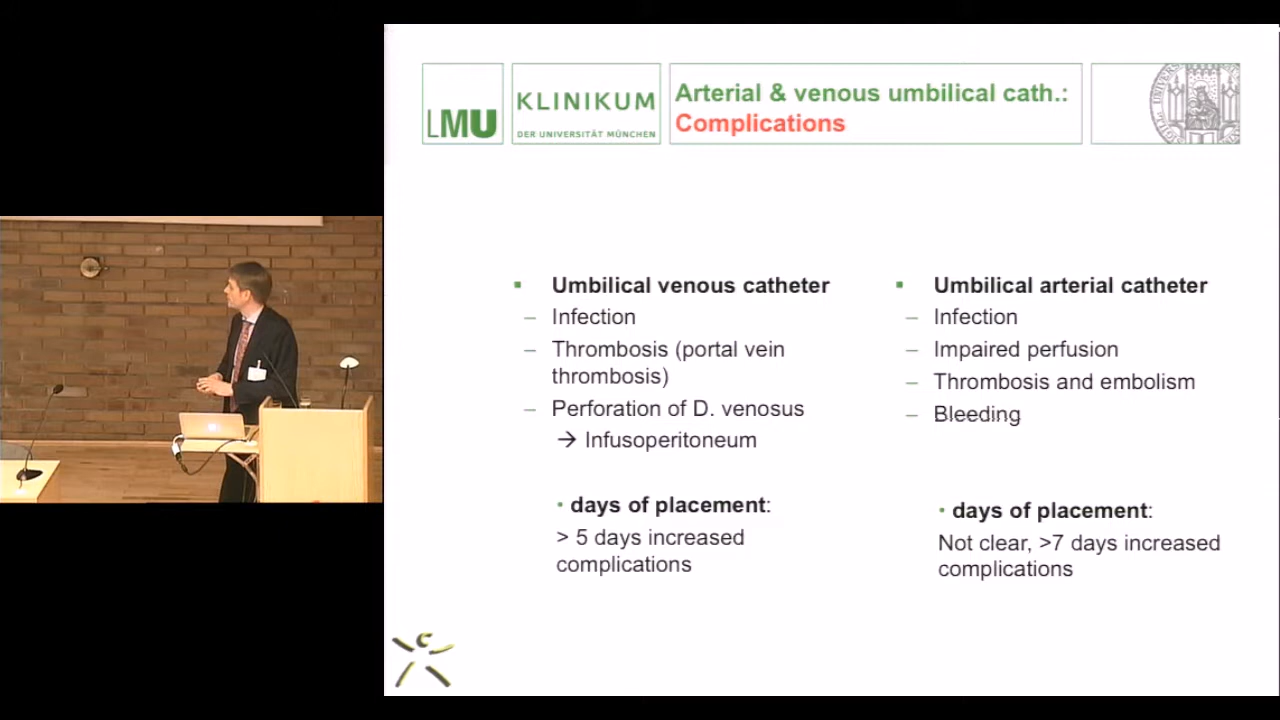 LMU
KLINIKUM
DER UNIVERSITÄT MÜNCHEN
Arterial & venous umbilical cath.:
Complications
▪ Umbilical venous catheter
– Infection
– Thrombosis (portal vein
thrombosis)
– Perforation of D. venosus
→ Infusoperitoneum
• days of placement:
> 5 days increased
complications
▪ Umbilical arterial catheter
– Infection
– Impaired perfusion
– Thrombosis and embolism
– Bleeding
• days of placement:
Not clear, >7 days increased
complications